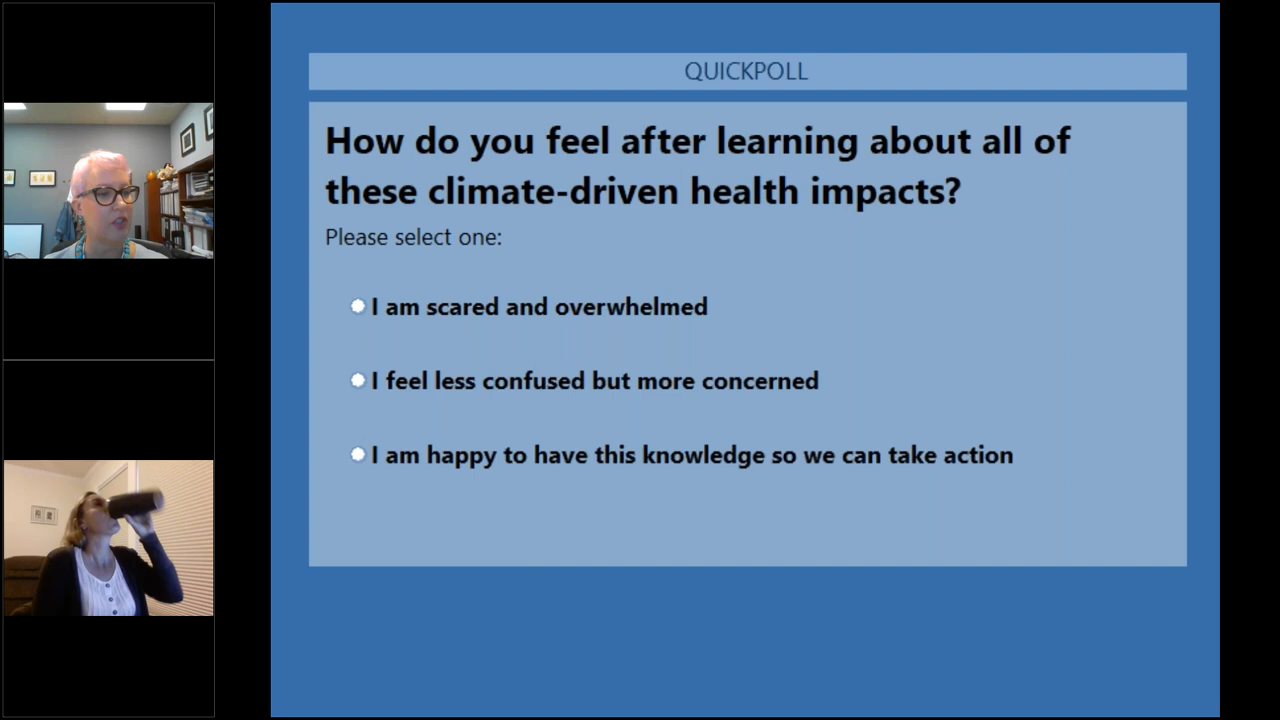 QUICKPOLL
How do you feel after learning about all of
these climate-driven health impacts?
Please select one:
I am scared and overwhelmed
I feel less confused but more concerned
I am happy to have this knowledge so we can take action